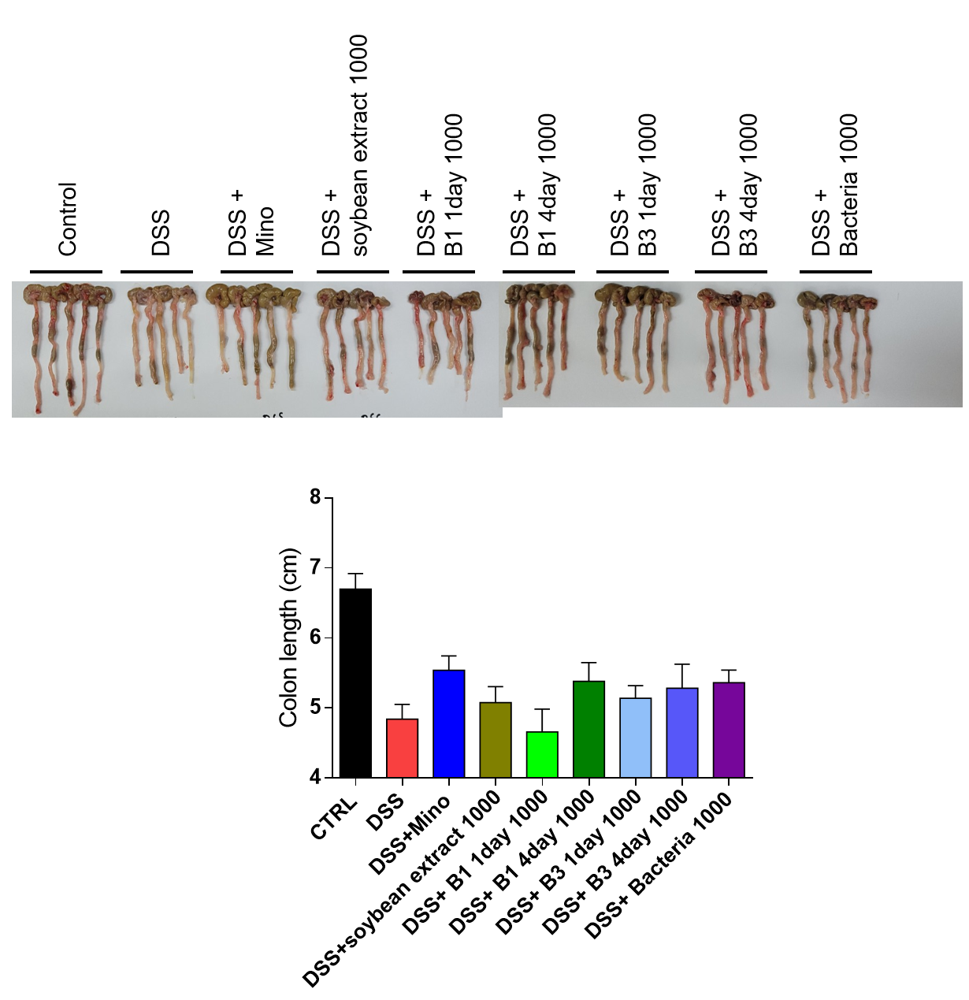 Control
DSS
DSS +
Mino
DSS +
soybean extract 1000
DSS +
B1 1day 1000
DSS +
B1 4day 1000
DSS +
B3 1day 1000
DSS +
B3 4day 1000
DSS +
Bacteria 1000
8
7
6
5
4
Colon length (cm)
CTRL
DSS
DSS+Mino
DSS+soybean extract 1000
DSS+ B1 1day 1000
DSS+ B1 4day 1000
DSS+ B3 1day 1000
DSS+ B3 4day 1000
DSS+ Bacteria 1000